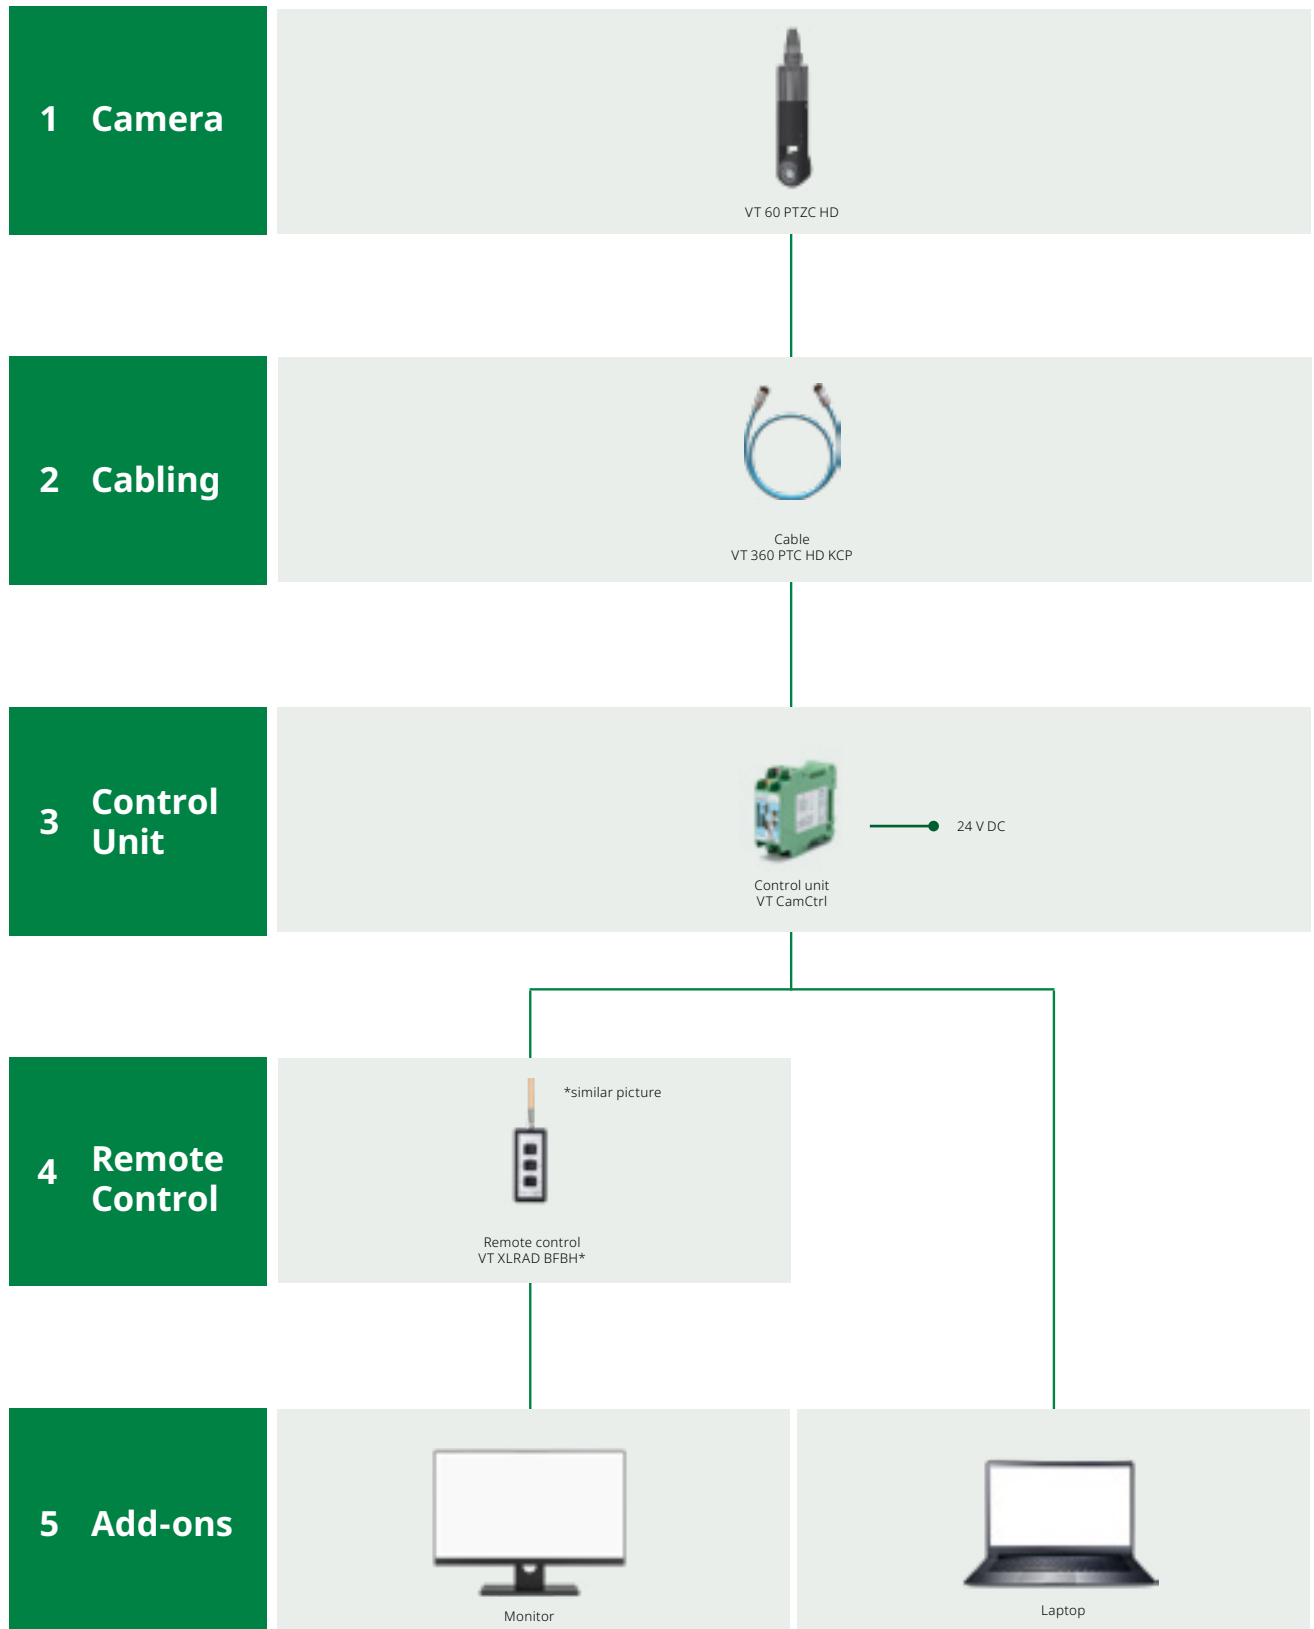 1 Camera
VT 60 PTZC HD
2 Cabling
Cable
VT 360 PTC HD KCP
3 Control
Unit
24 V DC
Control unit
VT CamCtrl
4 Remote
Control
*similar picture
Remote control
VT XLRAD BFBH*
5 Add-ons
Monitor
Laptop